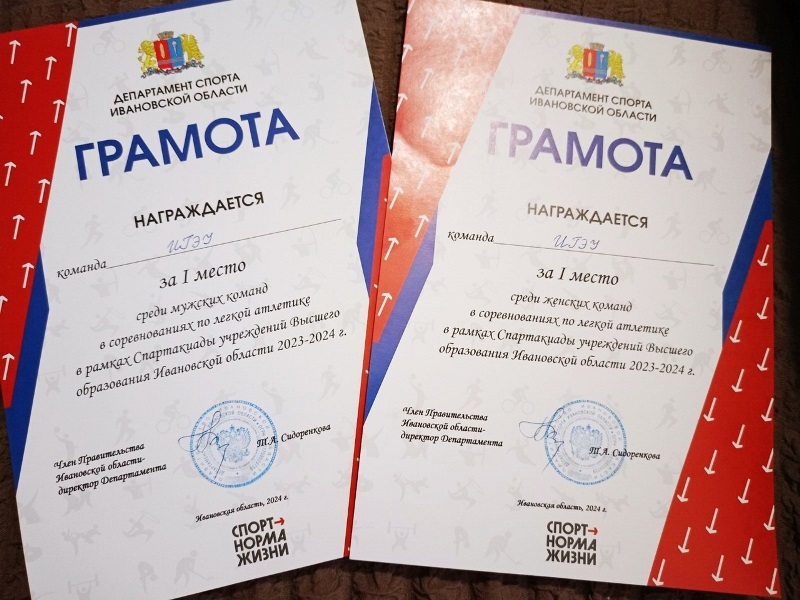 ДЕПАРТАМЕНТ СПОРТА
ИВАНОВСКОЙ ОБЛАСТИ
ГРАМОТА
НАГРАЖДАЕТСЯ
команда ИГЭУ
за I место
среди мужских команд
в соревнованиях по легкой атлетике
в рамках Спартакиады учреждений Высшего
образования Ивановской области 2023-2024 г.
Член Правительства
Ивановской области-
директор Департамента
Т.А. Сидоренкова
Ивановская область, 2024 г.
СПОРТ
НОРМА
ЖИЗНИ
ДЕПАРТАМЕНТ СПОРТА
ИВАНОВСКОЙ ОБЛАСТИ
ГРАМОТА
НАГРАЖДАЕТСЯ
команда ИГЭУ
за I место
среди женских команд
в соревнованиях по легкой атлетике
в рамках Спартакиады учреждений Высшего
образования Ивановской области 2023-2024 г.
Член Правительства
Ивановской области-
директор Департамента
Т.А. Сидоренкова
Ивановская область, 2024 г.
СПОРТ
НОРМА
ЖИЗНИ